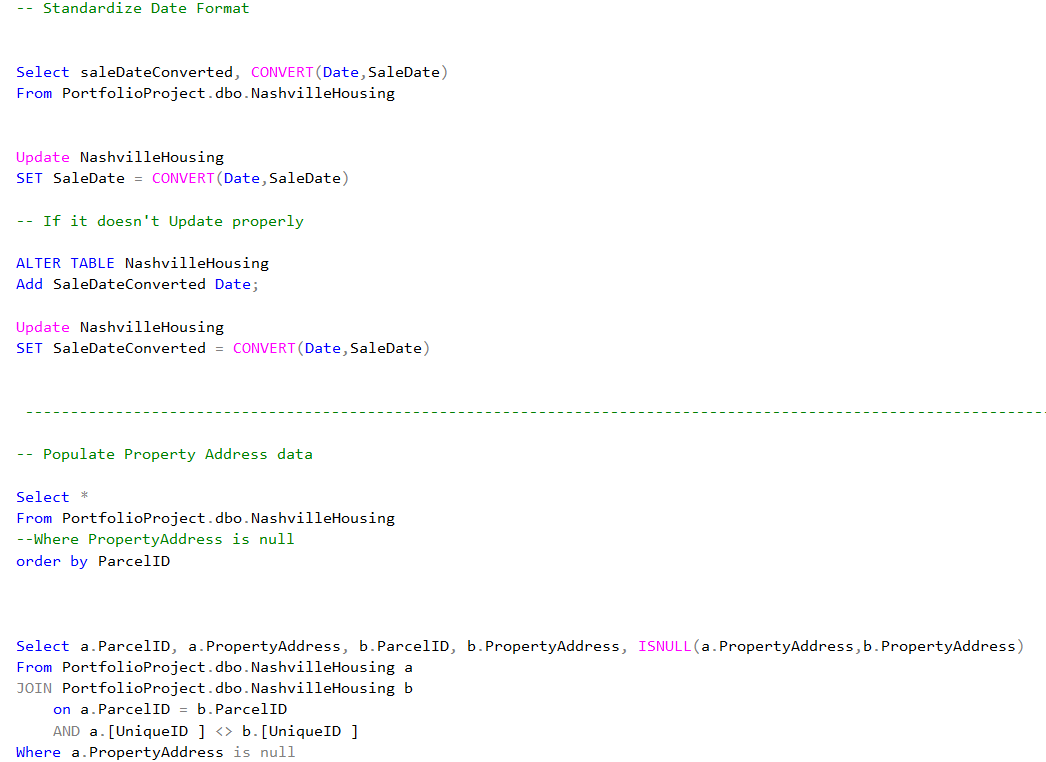 -- Standardize Date Format
Select saleDateConverted, CONVERT(Date,SaleDate)
From PortfolioProject.dbo.NashvilleHousing
Update NashvilleHousing
SET SaleDate = CONVERT(Date,SaleDate)
-- If it doesn't Update properly
ALTER TABLE NashvilleHousing
Add SaleDateConverted Date;
Update NashvilleHousing
SET SaleDateConverted = CONVERT(Date,SaleDate)
--------------------------------------------------------------------------------------------------------------------
-- Populate Property Address data
Select *
From PortfolioProject.dbo.NashvilleHousing
--Where PropertyAddress is null
order by ParcelID
Select a.ParcelID, a.PropertyAddress, b.ParcelID, b.PropertyAddress, ISNULL(a.PropertyAddress,b.PropertyAddress)
From PortfolioProject.dbo.NashvilleHousing a
JOIN PortfolioProject.dbo.NashvilleHousing b
on a.ParcelID = b.ParcelID
AND a.[UniqueID ] <> b.[UniqueID ]
Where a.PropertyAddress is null